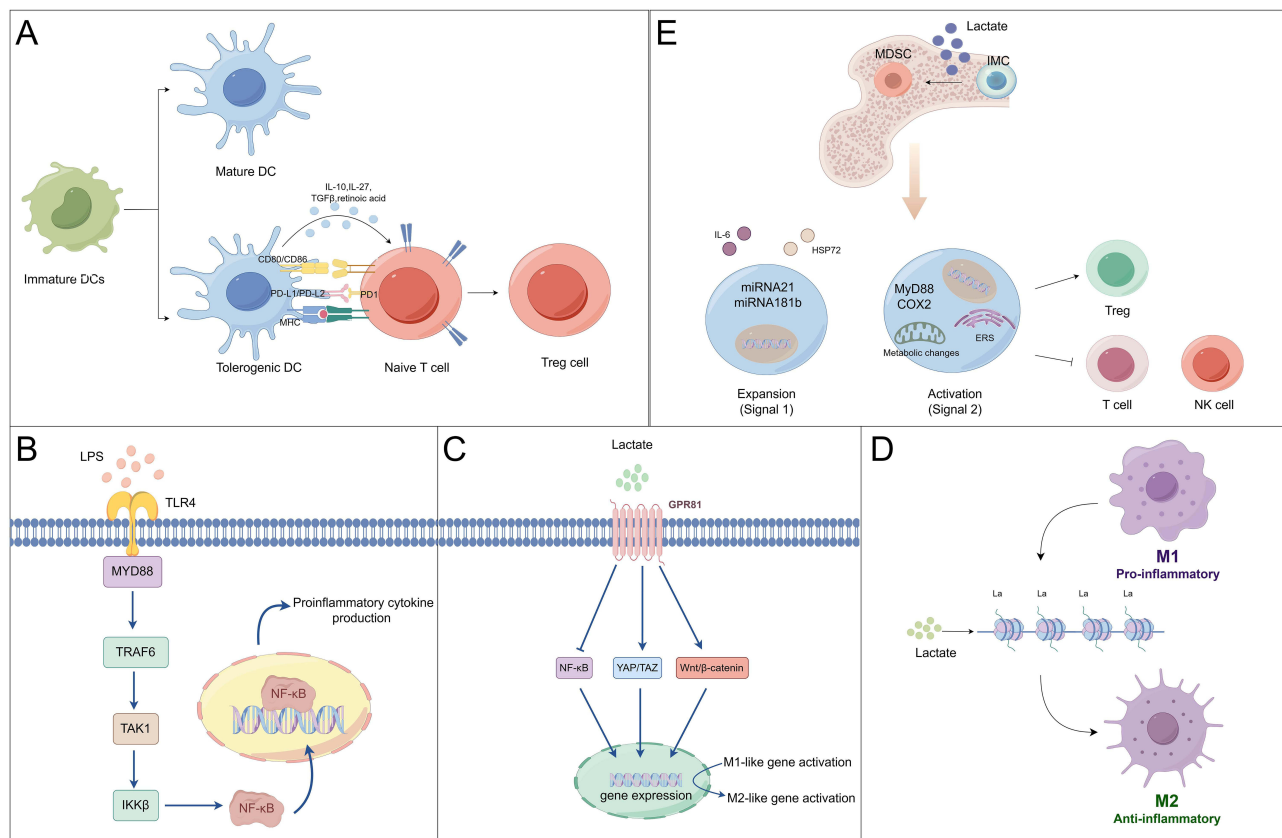 A
Mature DC
Immature DCs
IL-10,IL-27,
TGFβ,retinoic acid
CD80/CD86
PD-L1/PD-L2
PD1
MHC
Tolerogenic DC
Naive T cell
Treg cell
E
Lactate
MDSC
IMC
IL-6
HSP72
miRNA21
miRNA181b
MyD88
COX2
Metabolic changes
ERS
Treg
Expansion
(Signal 1)
Activation
(Signal 2)
T cell
NK cell
B
LPS
TLR4
MYD88
TRAF6
TAK1
IKKβ
NF-κB
NF-κB
Proinflammatory cytokine
production
C
Lactate
GPR81
NF-κB
YAP/TAZ
Wnt/β-catenin
gene expression
M1-like gene activation
M2-like gene activation
D
M1
Pro-inflammatory
La
La
La
La
Lactate
M2
Anti-inflammatory